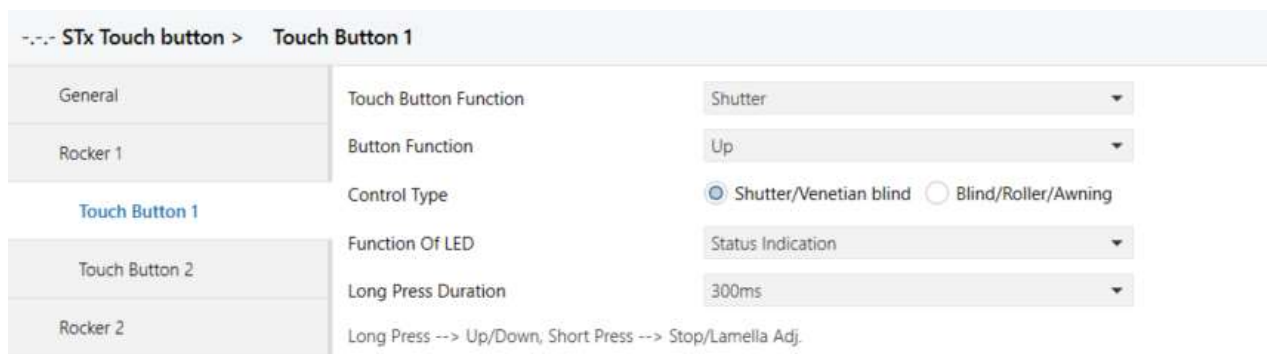 -.-.- STx Touch button > Touch Button 1
General
Rocker 1
Touch Button 1
Touch Button 2
Rocker 2
Touch Button Function Shutter
Button Function Up
Control Type Shutter/Venetian blind Blind/Roller/Awning
Function Of LED Status Indication
Long Press Duration 300ms
Long Press --> Up/Down, Short Press --> Stop/Lamella Adj.